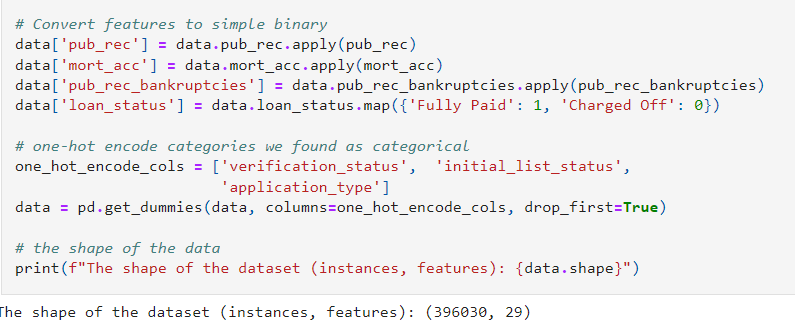 # Convert features to simple binary
data['pub_rec'] = data.pub_rec.apply(pub_rec)
data['mort_acc'] = data.mort_acc.apply(mort_acc)
data['pub_rec_bankruptcies'] = data.pub_rec_bankruptcies.apply(pub_rec_bankruptcies)
data['loan_status'] = data.loan_status.map({'Fully Paid': 1, 'Charged Off': 0})
# one-hot encode categories we found as categorical
one_hot_encode_cols = ['verification_status',  'initial_list_status',
                       'application_type']
data = pd.get_dummies(data, columns=one_hot_encode_cols, drop_first=True)
# the shape of the data
print(f"The shape of the dataset (instances, features): {data.shape}")
The shape of the dataset (instances, features): (396030, 29)